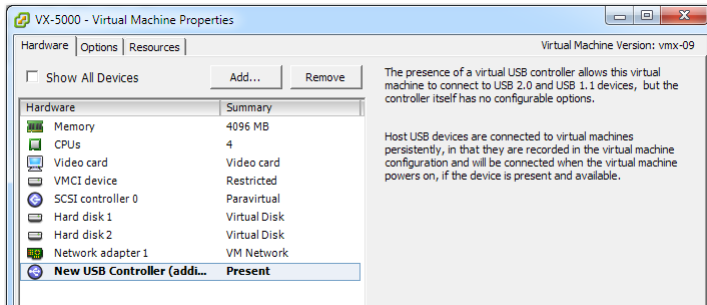 VX-5000 - Virtual Machine Properties
Hardware Options Resources Virtual Machine Version: vmx-09
Show All Devices Add... Remove
Hardware Summary
Memory 4096 MB
CPUs 4
Video card Video card
VMCI device Restricted
SCSI controller 0 Paravirtual
Hard disk 1 Virtual Disk
Hard disk 2 Virtual Disk
Network adapter 1 VM Network
New USB Controller (addi... Present
The presence of a virtual USB controller allows this virtual
machine to connect to USB 2.0 and USB 1.1 devices, but the
controller itself has no configurable options.
Host USB devices are connected to virtual machines
persistently, in that they are recorded in the virtual machine
configuration and will be connected when the virtual machine
powers on, if the device is present and available.